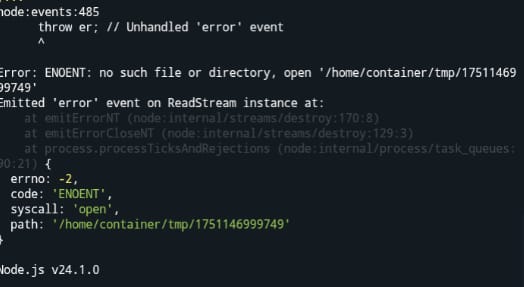 node:events:485
throw er; // Unhandled 'error' event
^
Error: ENOENT: no such file or directory, open '/home/container/tmp/17511469
99749'
Emitted 'error' event on ReadStream instance at:
at emitErrorNT (node:internal/streams/destroy:170:8)
at emitErrorCloseNT (node:internal/streams/destroy:129:3)
at process.processTicksAndRejections (node:internal/process/task_queues:
90:21) {
errno: -2,
code: 'ENOENT',
syscall: 'open',
path: '/home/container/tmp/1751146999749'
}
Node.js v24.1.0